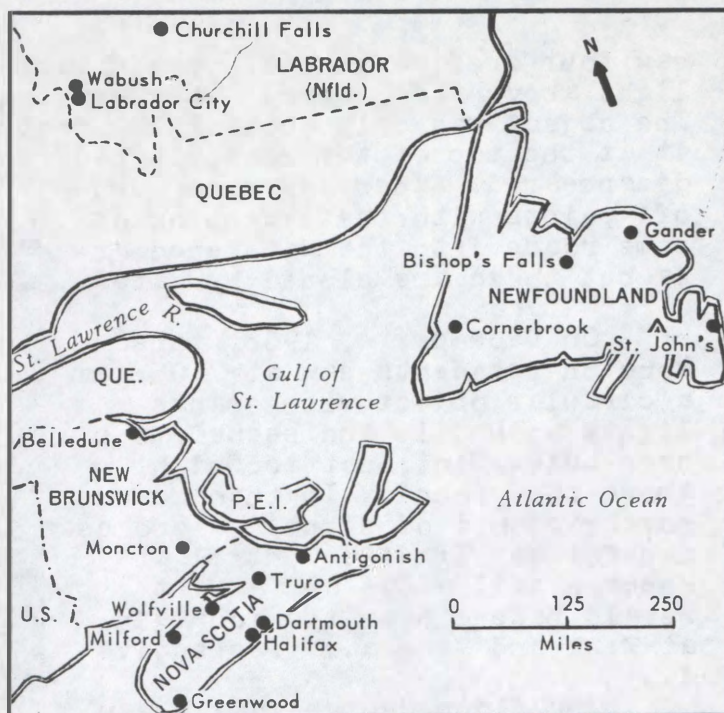 Churchill Falls
LABRADOR
(Nfld.)
N
Wabush
Labrador City
QUEBEC
Gander
Bishop's Falls
NEWFOUNDLAND
Cornerbrook
St. John's
St. Lawrence R.
QUE.
Gulf of
St. Lawrence
Belledune
NEW
BRUNSWICK
P.E.I.
Atlantic Ocean
Moncton
Antigonish
Truro
U.S.
Wolfville
Milford
NOVA SCOTIA
Dartmouth
Halifax
Greenwood
0 125 250
Miles